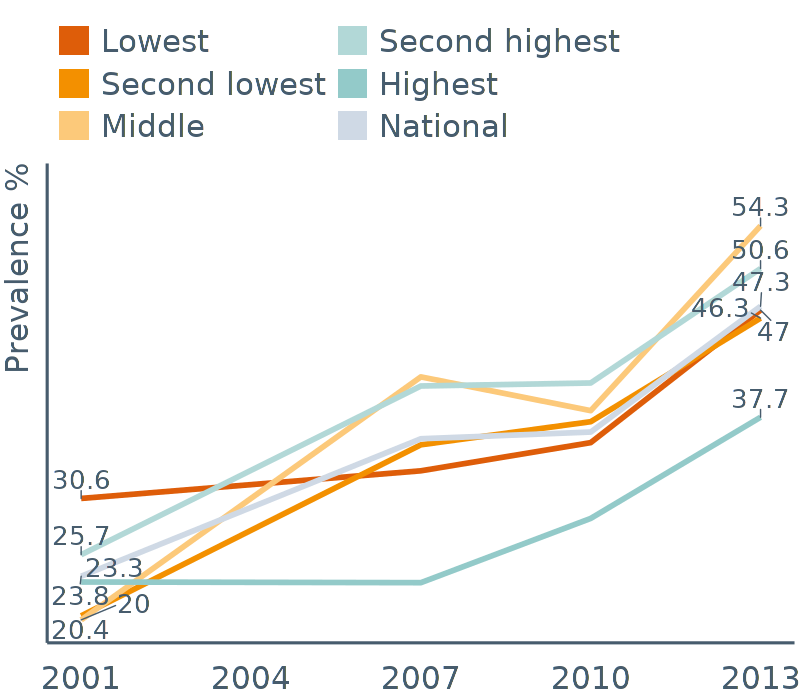 Lowest
Second highest
Second lowest
Highest
Middle
National
Prevalence %
54.3
50.6
47.3
46.3
47
37.7
30.6
25.7
23.3
23.8
20
20.4
2001 2004 2007 2010 2013